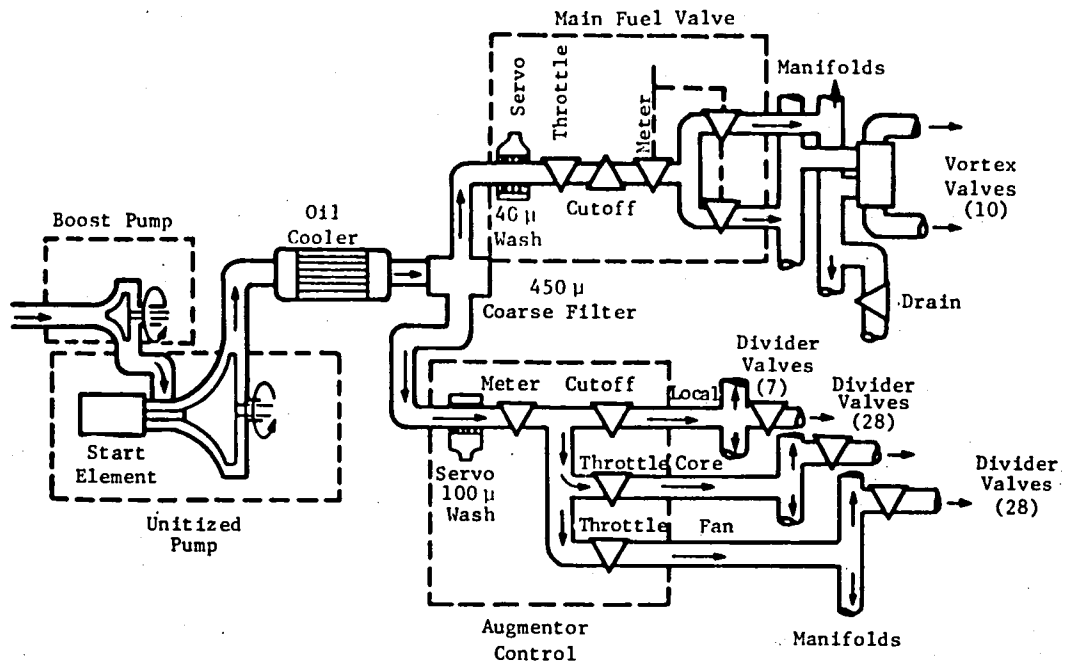 Main Fuel Valve
Servo
Throttle
Meter
Manifolds
40 μ
Wash
Cutoff
Vortex
Valves
(10)
Boost Pump
Oil
Cooler
450 μ
Coarse Filter
Drain
Start
Element
Unitized
Pump
Meter
Cutoff
Local
Divider
Valves
(7)
Divider
Valves
(28)
Servo
100 μ
Wash
Throttle
Core
Divider
Valves
(28)
Throttle
Fan
Augmentor
Control
Manifolds